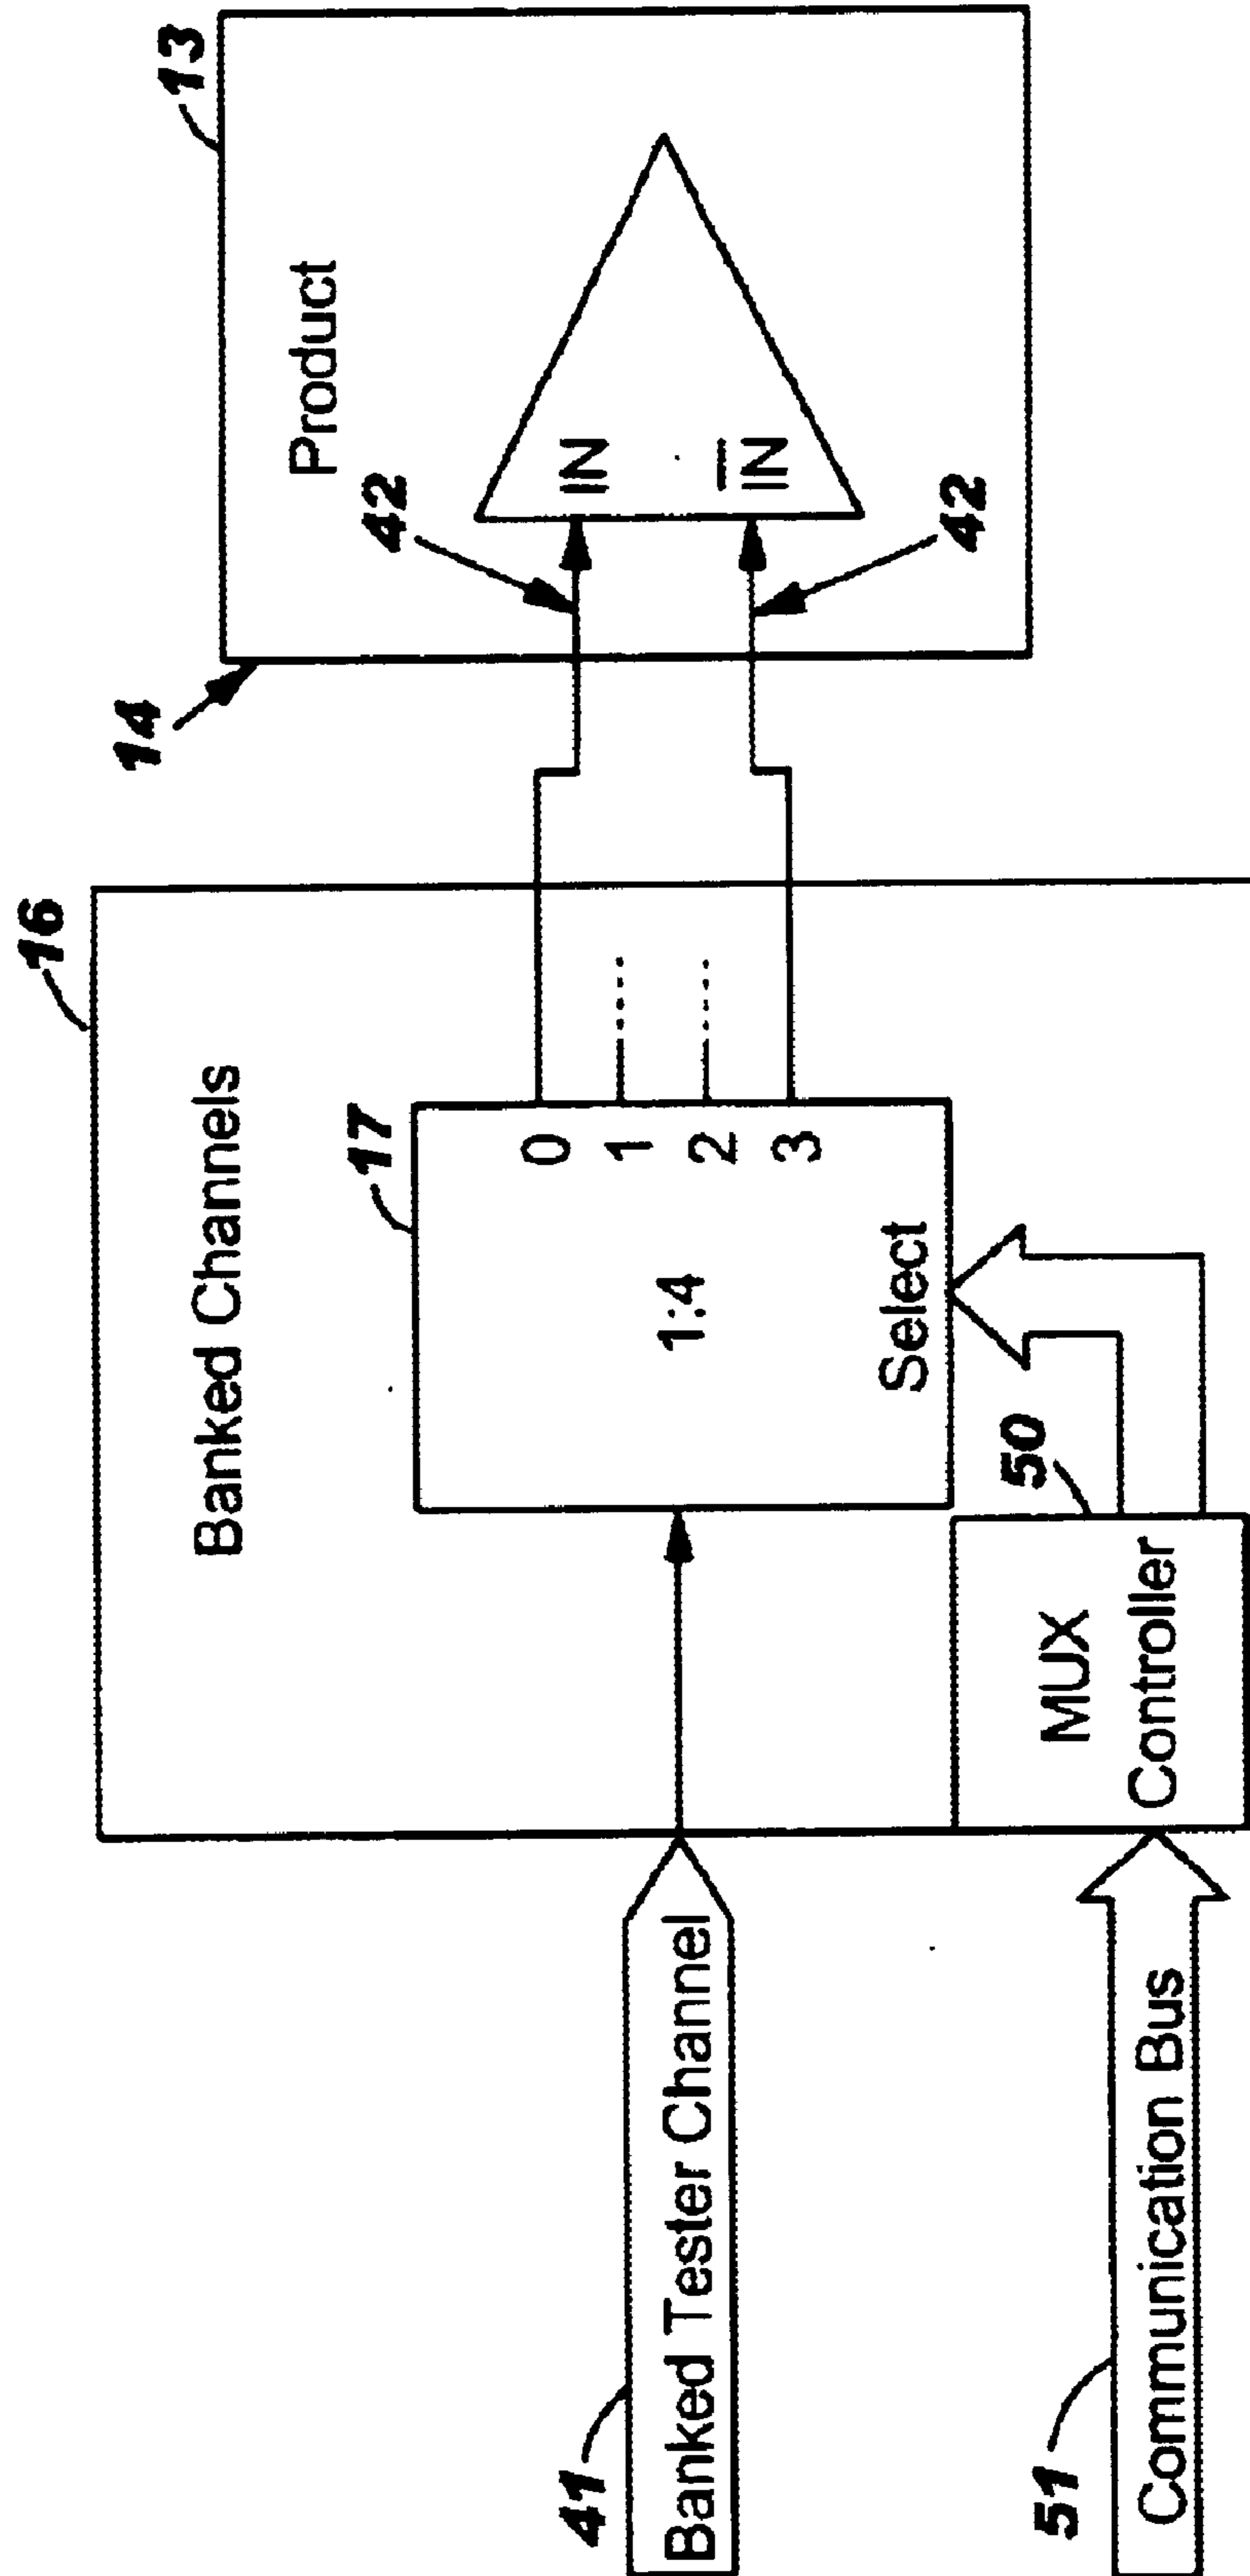 16
Banked Channels
17
0
1
2
3
1:4
Select
50
MUX
Controller
41
Banked Tester Channel
51
Communication Bus
14
13
Product
42
IN
IN
42